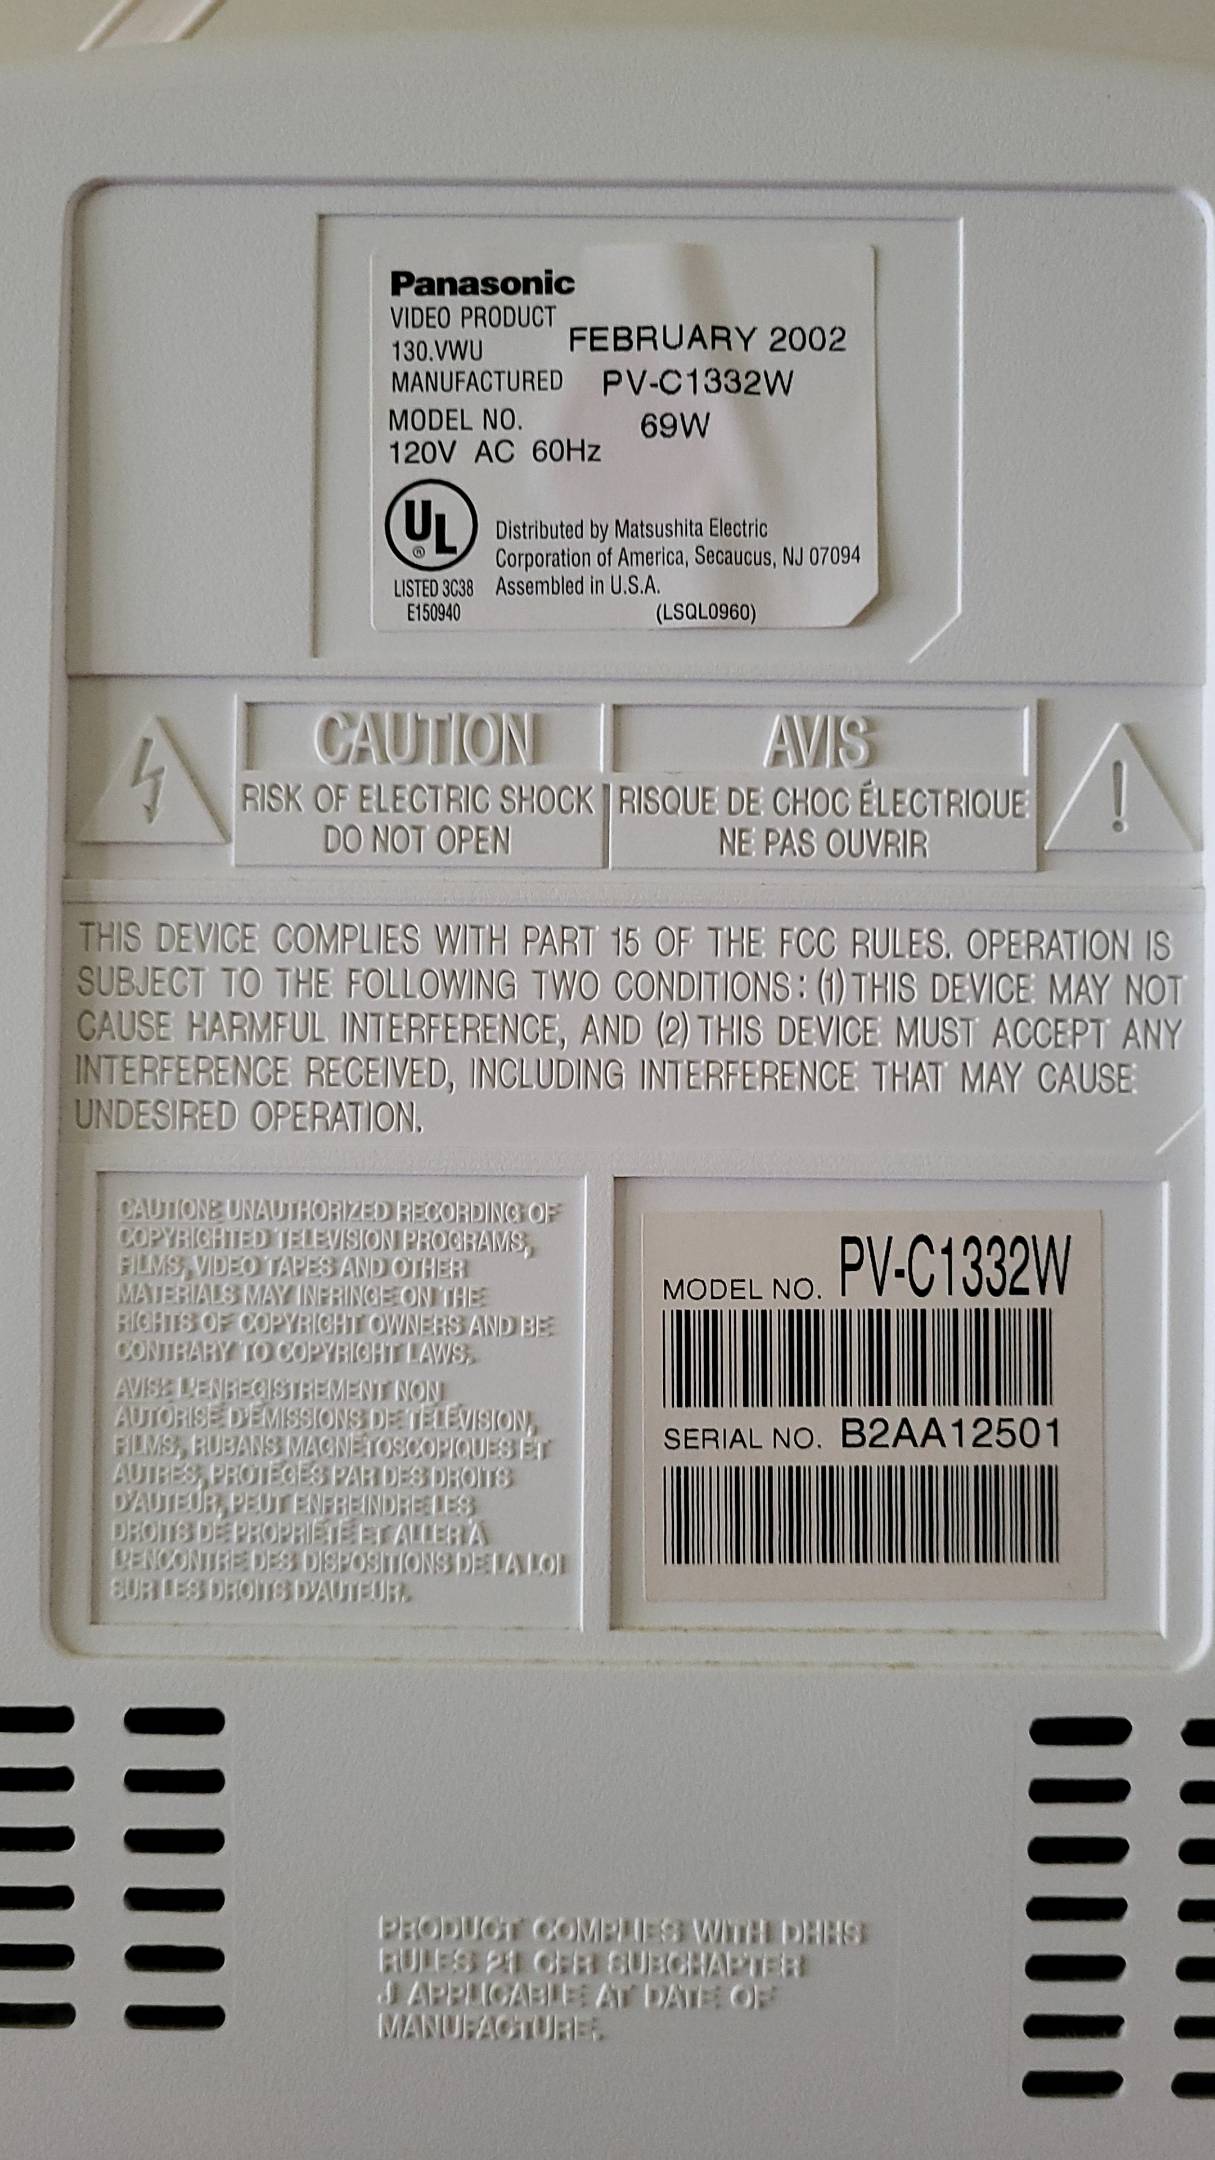 Panasonic
VIDEO PRODUCT
130.VWU FEBRUARY 2002
MANUFACTURED PV-C1332W
MODEL NO. 69W
120V AC 60Hz
UL
®
Distributed by Matsushita Electric
Corporation of America, Secaucus, NJ 07094
LISTED 3C38 Assembled in U.S.A.
E150940 (LSQL0960)
CAUTION AVIS
!
RISK OF ELECTRIC SHOCK RISQUE DE CHOC ÉLECTRIQUE
DO NOT OPEN NE PAS OUVRIR
THIS DEVICE COMPLIES WITH PART 15 OF THE FCC RULES. OPERATION IS
SUBJECT TO THE FOLLOWING TWO CONDITIONS: (1) THIS DEVICE MAY NOT
CAUSE HARMFUL INTERFERENCE, AND (2) THIS DEVICE MUST ACCEPT ANY
INTERFERENCE RECEIVED, INCLUDING INTERFERENCE THAT MAY CAUSE
UNDESIRED OPERATION.
CAUTION: UNAUTHORIZED RECORDING OF
COPYRIGHTED TELEVISION PROGRAMS,
FILMS, VIDEO TAPES AND OTHER
MATERIALS MAY INFRINGE ON THE
RIGHTS OF COPYRIGHT OWNERS AND BE
CONTRARY TO COPYRIGHT LAWS.
AVIS: L'ENREGISTREMENT NON
AUTORISÉ D'ÉMISSIONS DE TÉLÉVISION,
FILMS, RUBANS MAGNÉTOSCOPIQUES ET
AUTRES, PROTÉGÉS PAR DES DROITS
D'AUTEUR, PEUT ENFREINDRE LES
DROITS DE PROPRIÉTÉ ET ALLER À
L'ENCONTRE DES DISPOSITIONS DE LA LOI
SUR LES DROITS D'AUTEUR.
MODEL NO. PV-C1332W
SERIAL NO. B2AA12501
PRODUCT COMPLIES WITH DHHS
RULES 21 CFR SUBCHAPTER
J APPLICABLE AT DATE OF
MANUFACTURE.